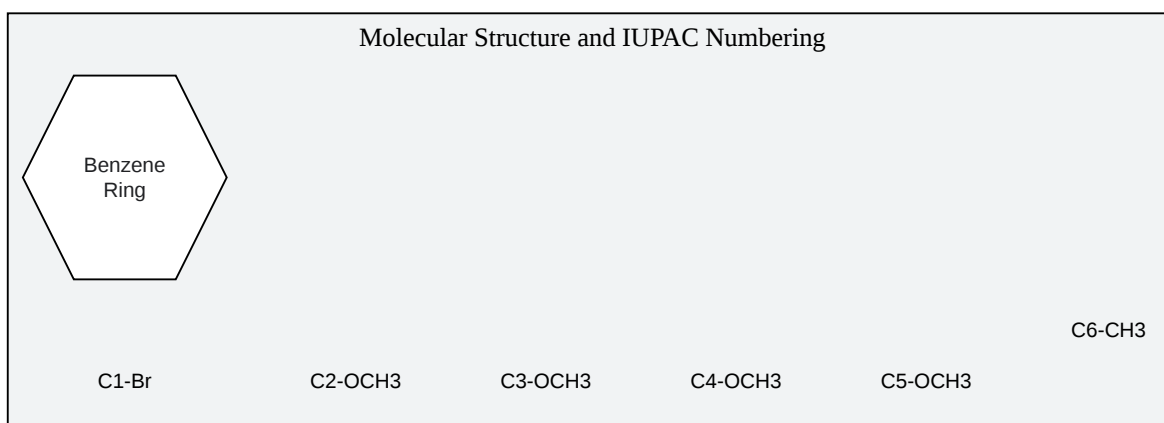 Molecular Structure and IUPAC Numbering
Benzene
Ring
C6-CH3
C1-Br
C2-OCH3
C3-OCH3
C4-OCH3
C5-OCH3